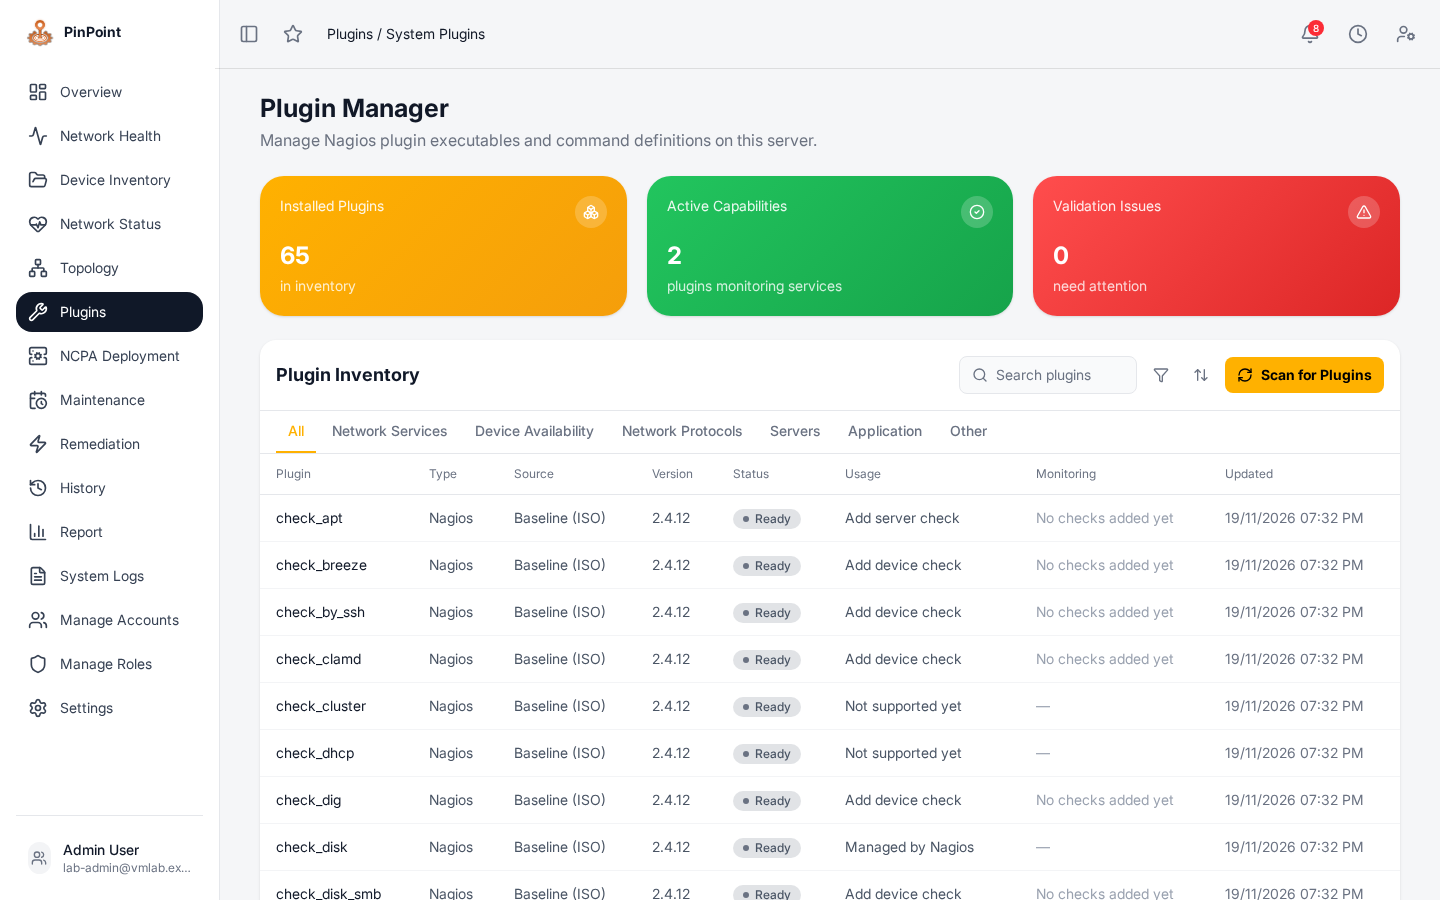 PinPoint
Plugins / System Plugins
8
Overview
Network Health
Device Inventory
Network Status
Topology
Plugins
NCPA Deployment
Maintenance
Remediation
History
Report
System Logs
Manage Accounts
Manage Roles
Settings
Admin User
lab-admin@vmlab.ex...
Plugin Manager
Manage Nagios plugin executables and command definitions on this server.
Installed Plugins
65
in inventory
Active Capabilities
2
plugins monitoring services
Validation Issues
0
need attention
Plugin Inventory
Search plugins
Scan for Plugins
All Network Services Device Availability Network Protocols Servers Application Other
Plugin Type Source Version Status Usage Monitoring Updated
check_apt Nagios Baseline (ISO) 2.4.12 Ready Add server check No checks added yet 19/11/2026 07:32 PM
check_breeze Nagios Baseline (ISO) 2.4.12 Ready Add device check No checks added yet 19/11/2026 07:32 PM
check_by_ssh Nagios Baseline (ISO) 2.4.12 Ready Add device check No checks added yet 19/11/2026 07:32 PM
check_clamd Nagios Baseline (ISO) 2.4.12 Ready Add device check No checks added yet 19/11/2026 07:32 PM
check_cluster Nagios Baseline (ISO) 2.4.12 Ready Not supported yet — 19/11/2026 07:32 PM
check_dhcp Nagios Baseline (ISO) 2.4.12 Ready Not supported yet — 19/11/2026 07:32 PM
check_dig Nagios Baseline (ISO) 2.4.12 Ready Add device check No checks added yet 19/11/2026 07:32 PM
check_disk Nagios Baseline (ISO) 2.4.12 Ready Managed by Nagios — 19/11/2026 07:32 PM
check_disk_smb Nagios Baseline (ISO) 2.4.12 Ready Add device check No checks added yet 19/11/2026 07:32 PM